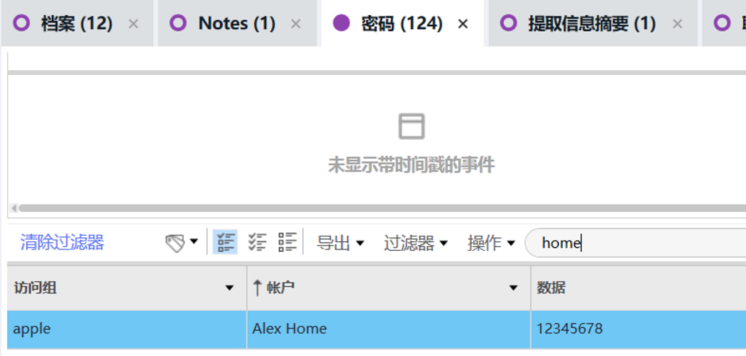 档案 (12) × Notes (1) × 密码 (124) × 提取信息摘要 (1) ×
未显示带时间戳的事件
清除过滤器 导出 过滤器 操作 home
访问组 帐户 数据
apple Alex Home 12345678